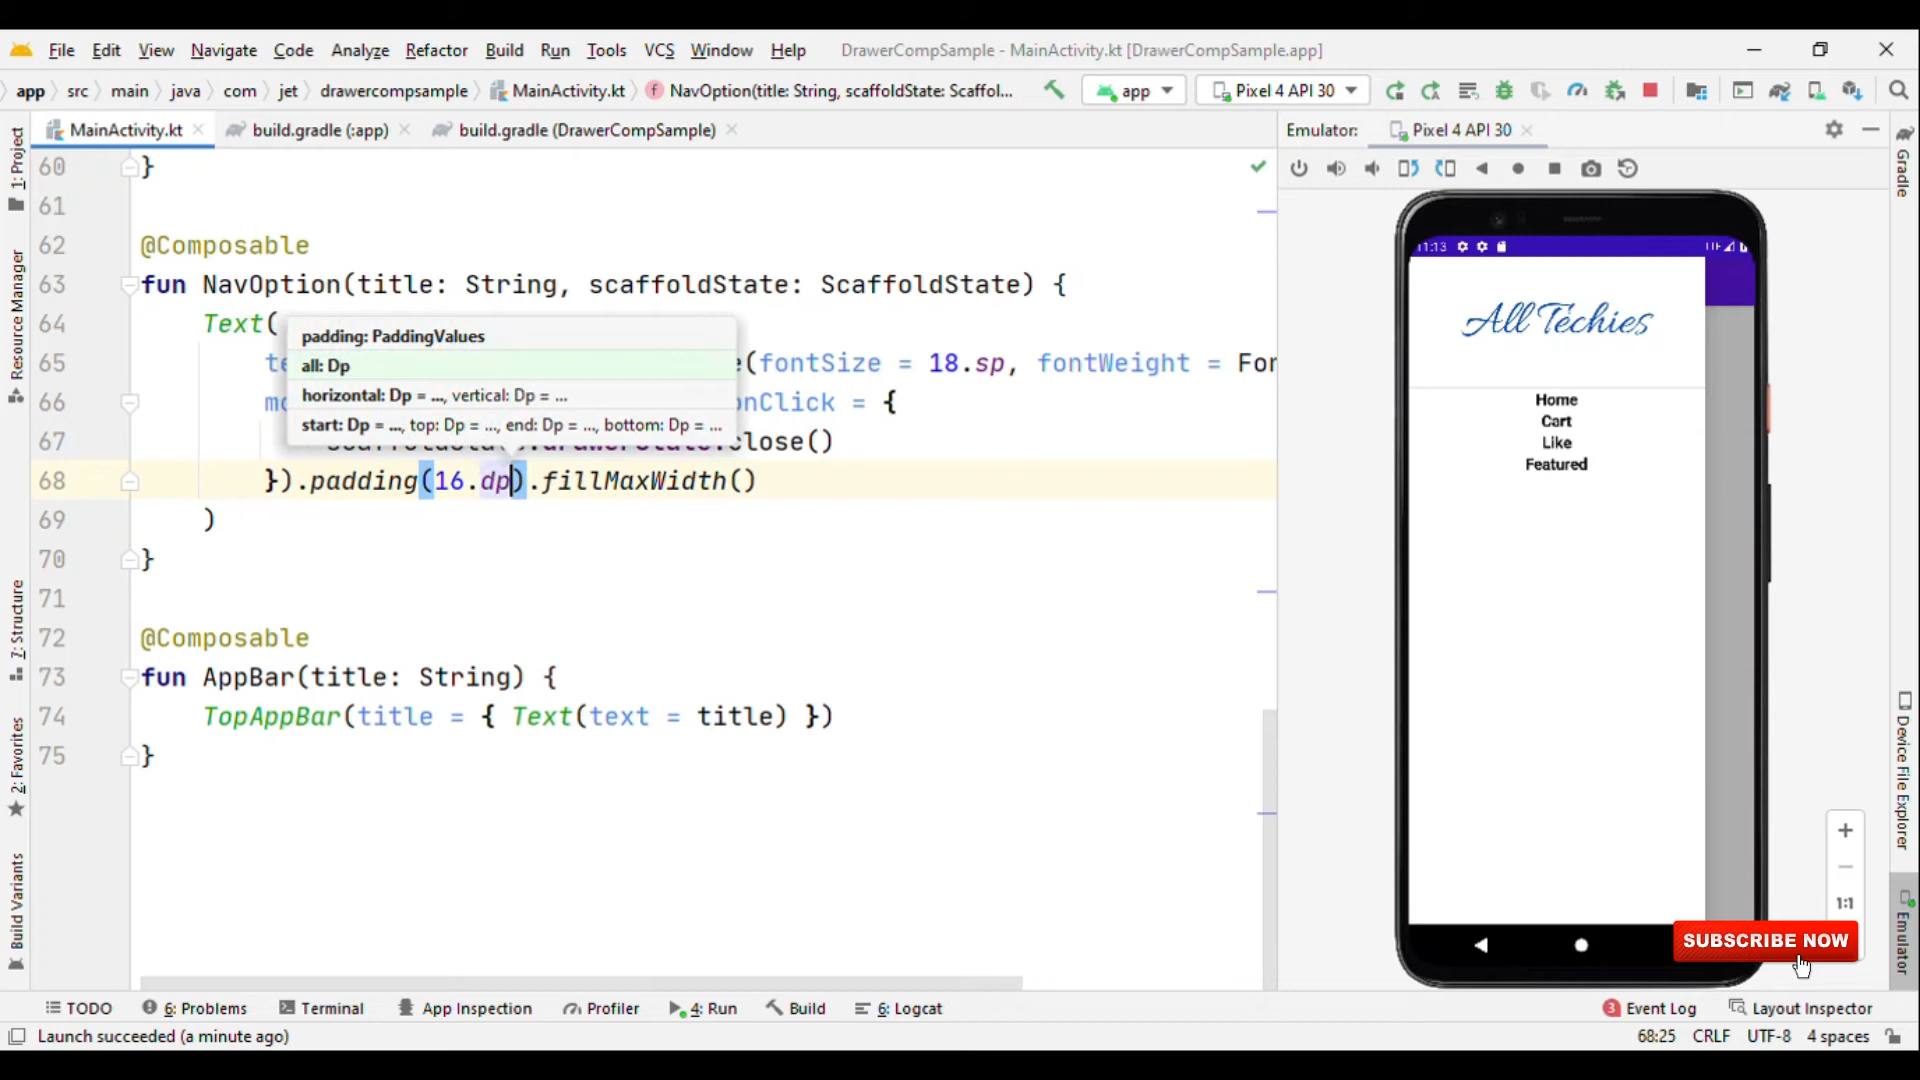 File Edit View Navigate Code Analyze Refactor Build Run Tools VCS Window Help DrawerCompSample - MainActivity.kt [DrawerCompSample.app]
app src main java com jet drawercompsample MainActivity.kt NavOption(title: String, scaffoldState: Scaffol... app Pixel 4 API 30
MainActivity.kt build.gradle (:app) build.gradle (DrawerCompSample) Emulator: Pixel 4 API 30
1: Project
Resource Manager
7: Structure
2: Favorites
Build Variants
60 }
61
62 @Composable
63 fun NavOption(title: String, scaffoldState: ScaffoldState) {
64 Text(
65 te e(fontSize = 18.sp, fontWeight = Fon
66 mo onClick = {
67 close()
68 }).padding(16.dp).fillMaxWidth()
69 )
70 }
71
72 @Composable
73 fun AppBar(title: String) {
74 TopAppBar(title = { Text(text = title) })
75 }
padding: PaddingValues
all: Dp
horizontal: Dp = ..., vertical: Dp = ...
start: Dp = ..., top: Dp = ..., end: Dp = ..., bottom: Dp = ...
11:13
All Techies
Home
Cart
Like
Featured
1:1
SUBSCRIBE NOW
Gradle
Device File Explorer
Emulator
TODO 6: Problems Terminal App Inspection Profiler 4: Run Build 6: Logcat 3 Event Log Layout Inspector
Launch succeeded (a minute ago) 68:25 CRLF UTF-8 4 spaces